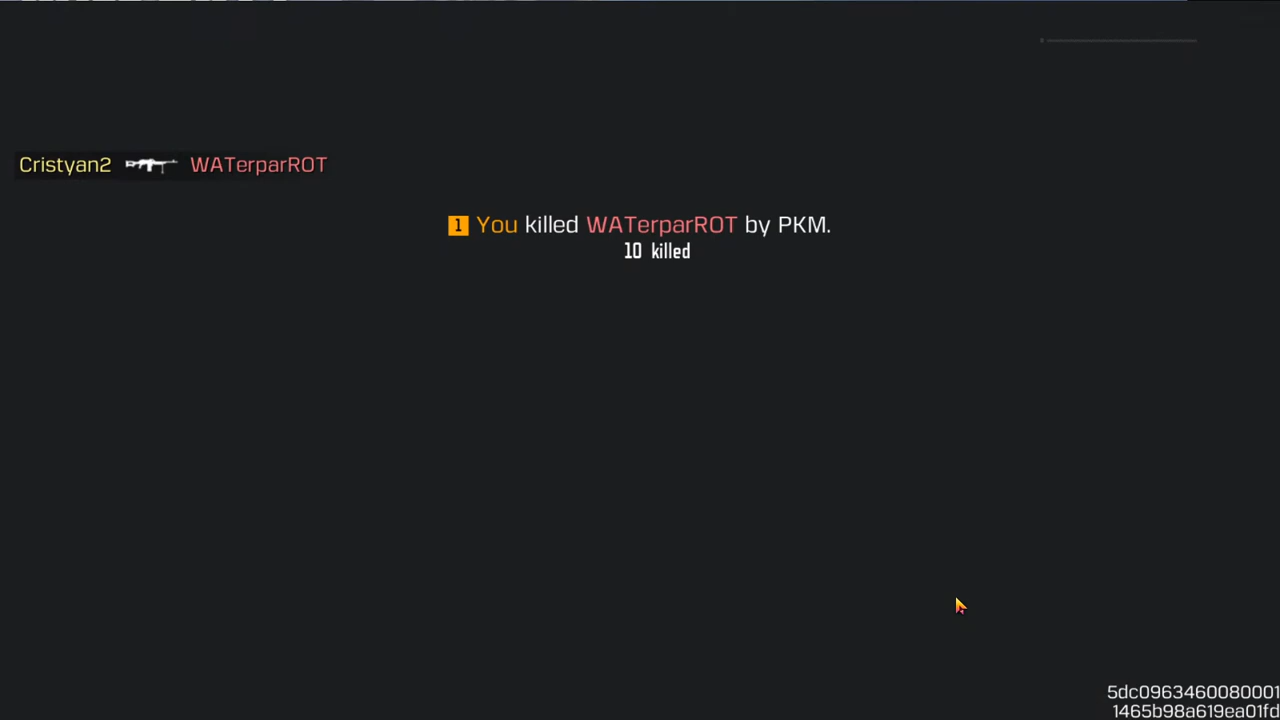 Cristyan2 WATerparROT
1 You killed WATerparROT by PKM.
10 killed
5dc0963460080001
1465b98a619ea01fd